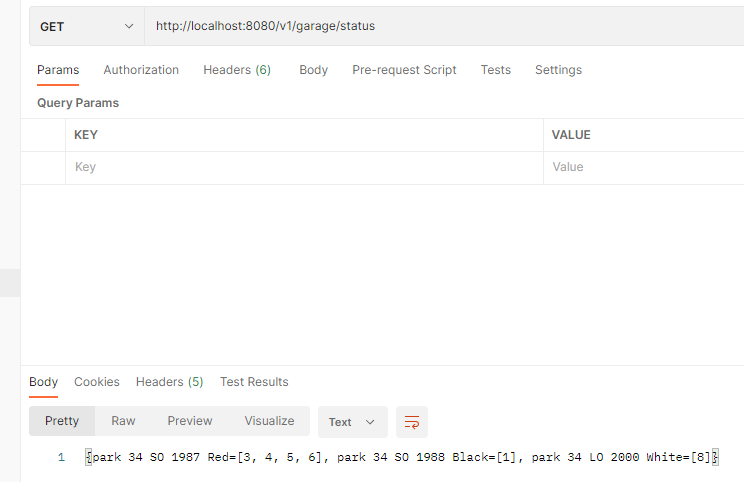 GET http://localhost:8080/v1/garage/status
Params Authorization Headers (6) Body Pre-request Script Tests Settings
Query Params
KEY VALUE
Key Value
Body Cookies Headers (5) Test Results
Pretty Raw Preview Visualize Text
1 {park 34 SO 1987 Red=[3, 4, 5, 6], park 34 SO 1988 Black=[1], park 34 LO 2000 White=[8]}